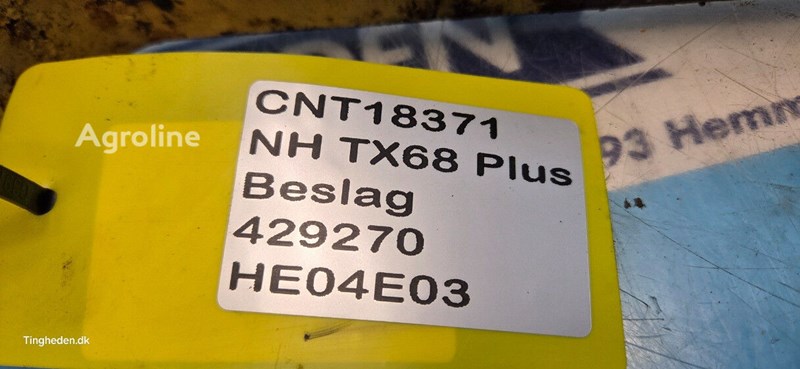 CNT18371
NH TX68 Plus
Beslag
429270
HE04E03
Agroline
93 Hemm
Tingheden.dk